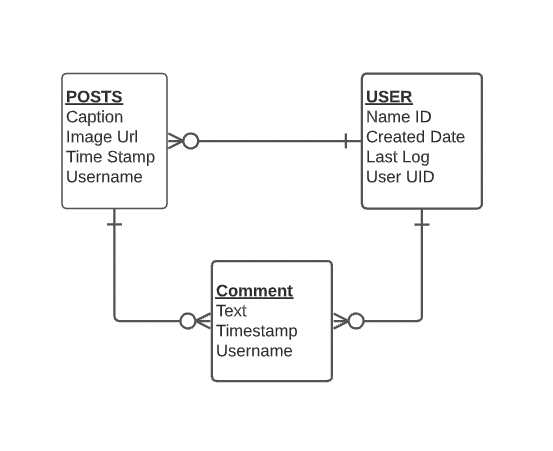 POSTS
Caption
Image Url
Time Stamp
Username
USER
Name ID
Created Date
Last Log
User UID
Comment
Text
Timestamp
Username